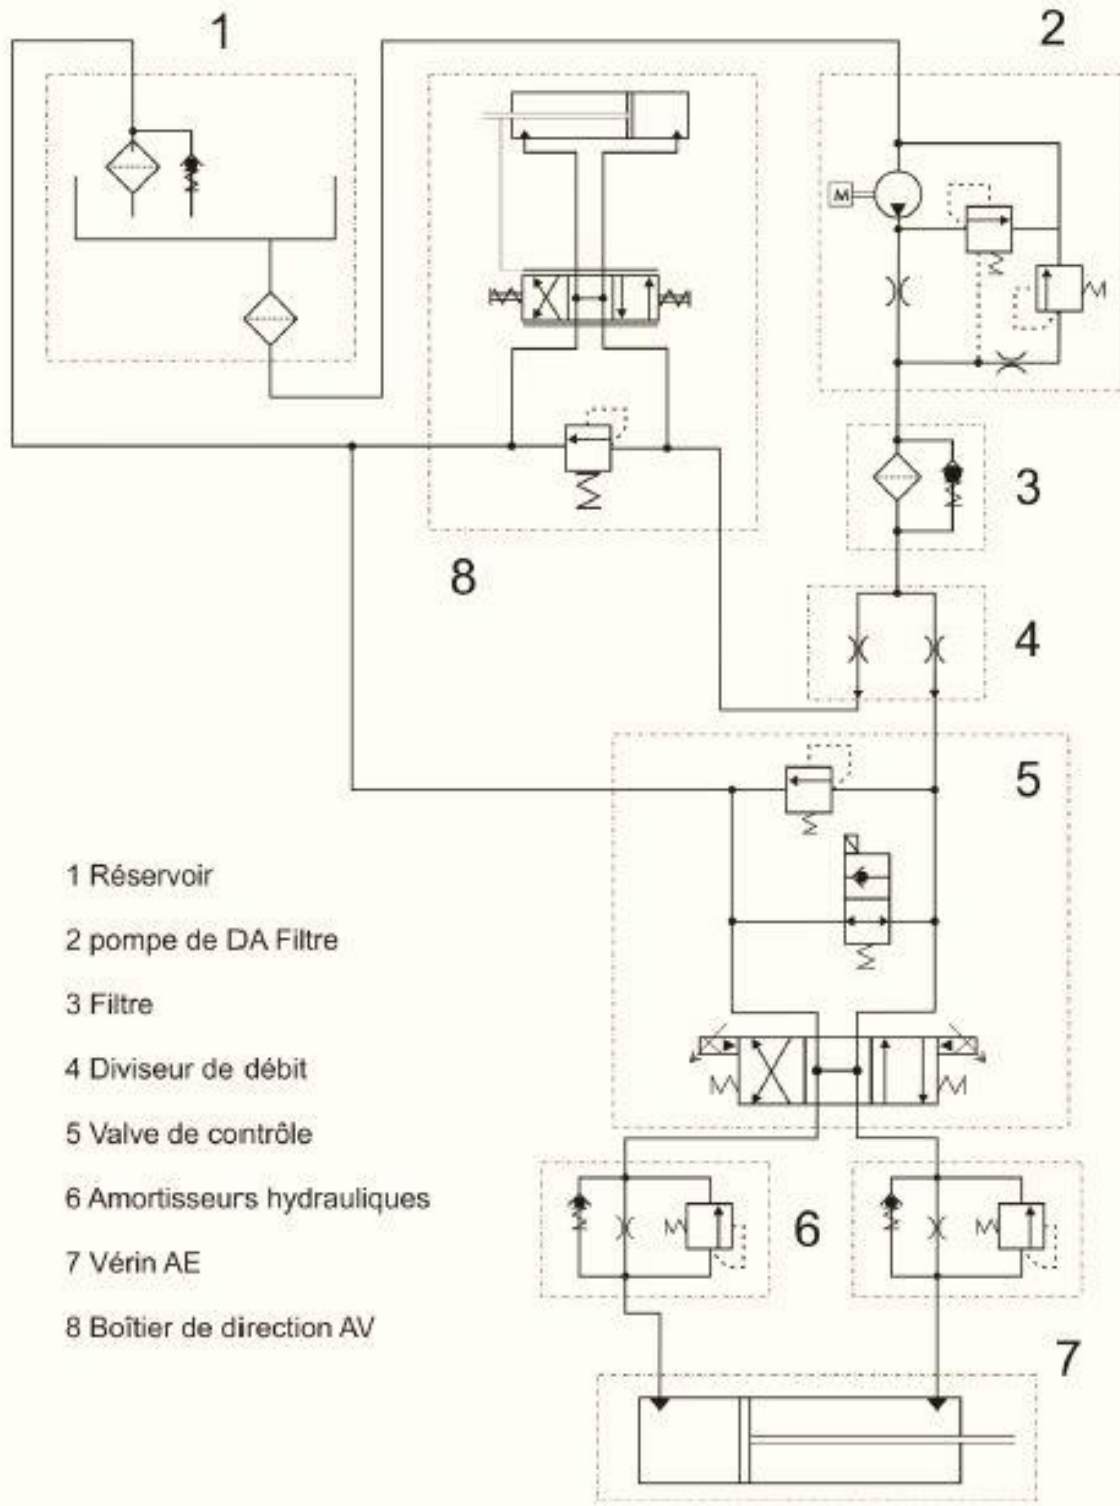 1
2
M
3
8
4
5
1 Réservoir
2 pompe de DA Filtre
3 Filtre
4 Diviseur de débit
5 Valve de contrôle
6 Amortisseurs hydrauliques
7 Vérin AE
8 Boîtier de direction AV
6
7